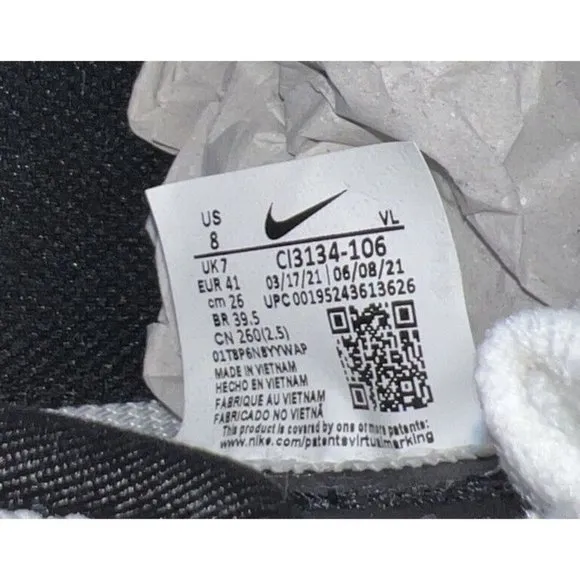 US
8
VL
UK 7
EUR 41
cm 26
BR 39.5
CN 260(2.5)
CI3134-106
03/17/21 | 06/08/21
UPC 00195243613626
01T8P6N8YYWAP
MADE IN VIETNAM
HECHO EN VIETNAM
FABRIQUE AU VIETNAM
FABRICADO NO VIETNÃ
This product is covered by one or more patents:
www.nike.com/patentsvirtualmarking